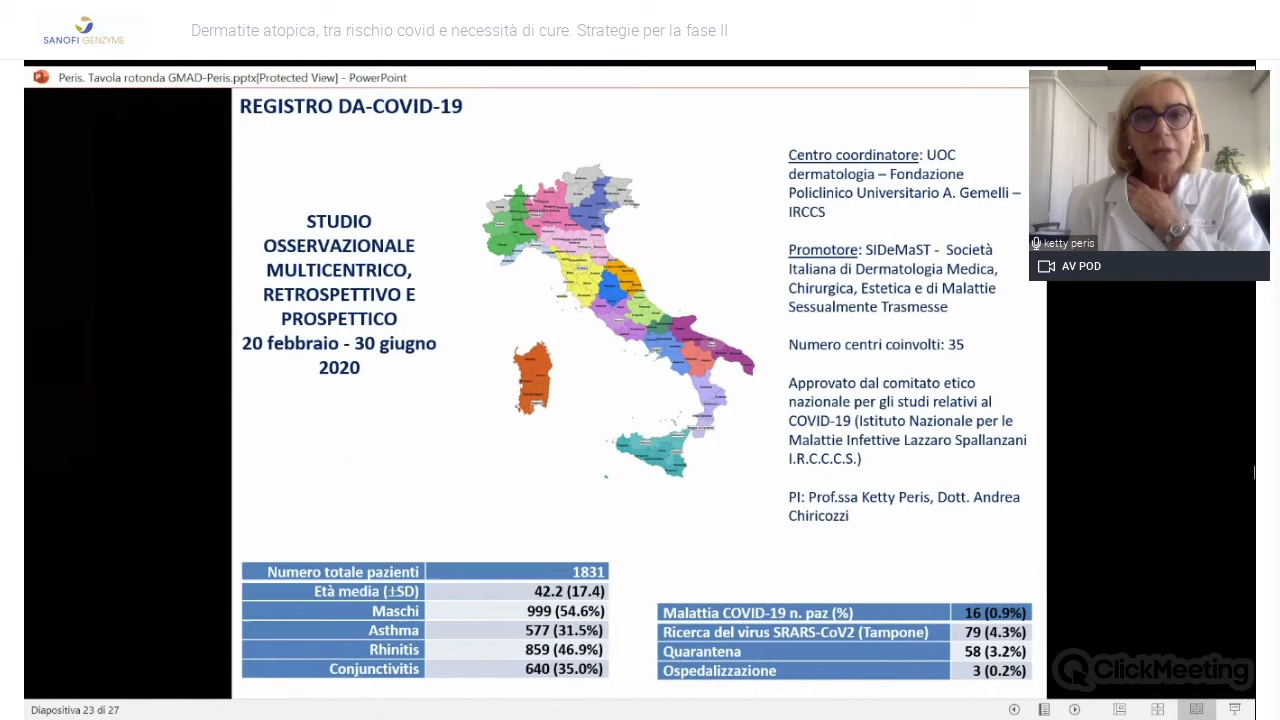 SANOFI GENZYME
Dermatite atopica, tra rischio covid e necessità di cure. Strategie per la fase II
Peris. Tavola rotonda GMAD-Peris.pptx[Protected View] - PowerPoint
REGISTRO DA-COVID-19
STUDIO
OSSERVAZIONALE
MULTICENTRICO,
RETROSPETTIVO E
PROSPETTICO
20 febbraio - 30 giugno
2020
Centro coordinatore: UOC
dermatologia – Fondazione
Policlinico Universitario A. Gemelli –
IRCCS
Promotore: SIDeMaST - Società
Italiana di Dermatologia Medica,
Chirurgica, Estetica e di Malattie
Sessualmente Trasmesse
Numero centri coinvolti: 35
Approvato dal comitato etico
nazionale per gli studi relativi al
COVID-19 (Istituto Nazionale per le
Malattie Infettive Lazzaro Spallanzani
I.R.C.C.C.S.)
PI: Prof.ssa Ketty Peris, Dott. Andrea
Chiricozzi
ketty peris
AV POD
Numero totale pazienti 1831
Età media (±SD) 42.2 (17.4)
Maschi 999 (54.6%)
Asthma 577 (31.5%)
Rhinitis 859 (46.9%)
Conjunctivitis 640 (35.0%)
Malattia COVID-19 n. paz (%) 16 (0.9%)
Ricerca del virus SRARS-CoV2 (Tampone) 79 (4.3%)
Quarantena 58 (3.2%)
Ospedalizzazione 3 (0.2%)
ClickMeeting
Diapositiva 23 di 27